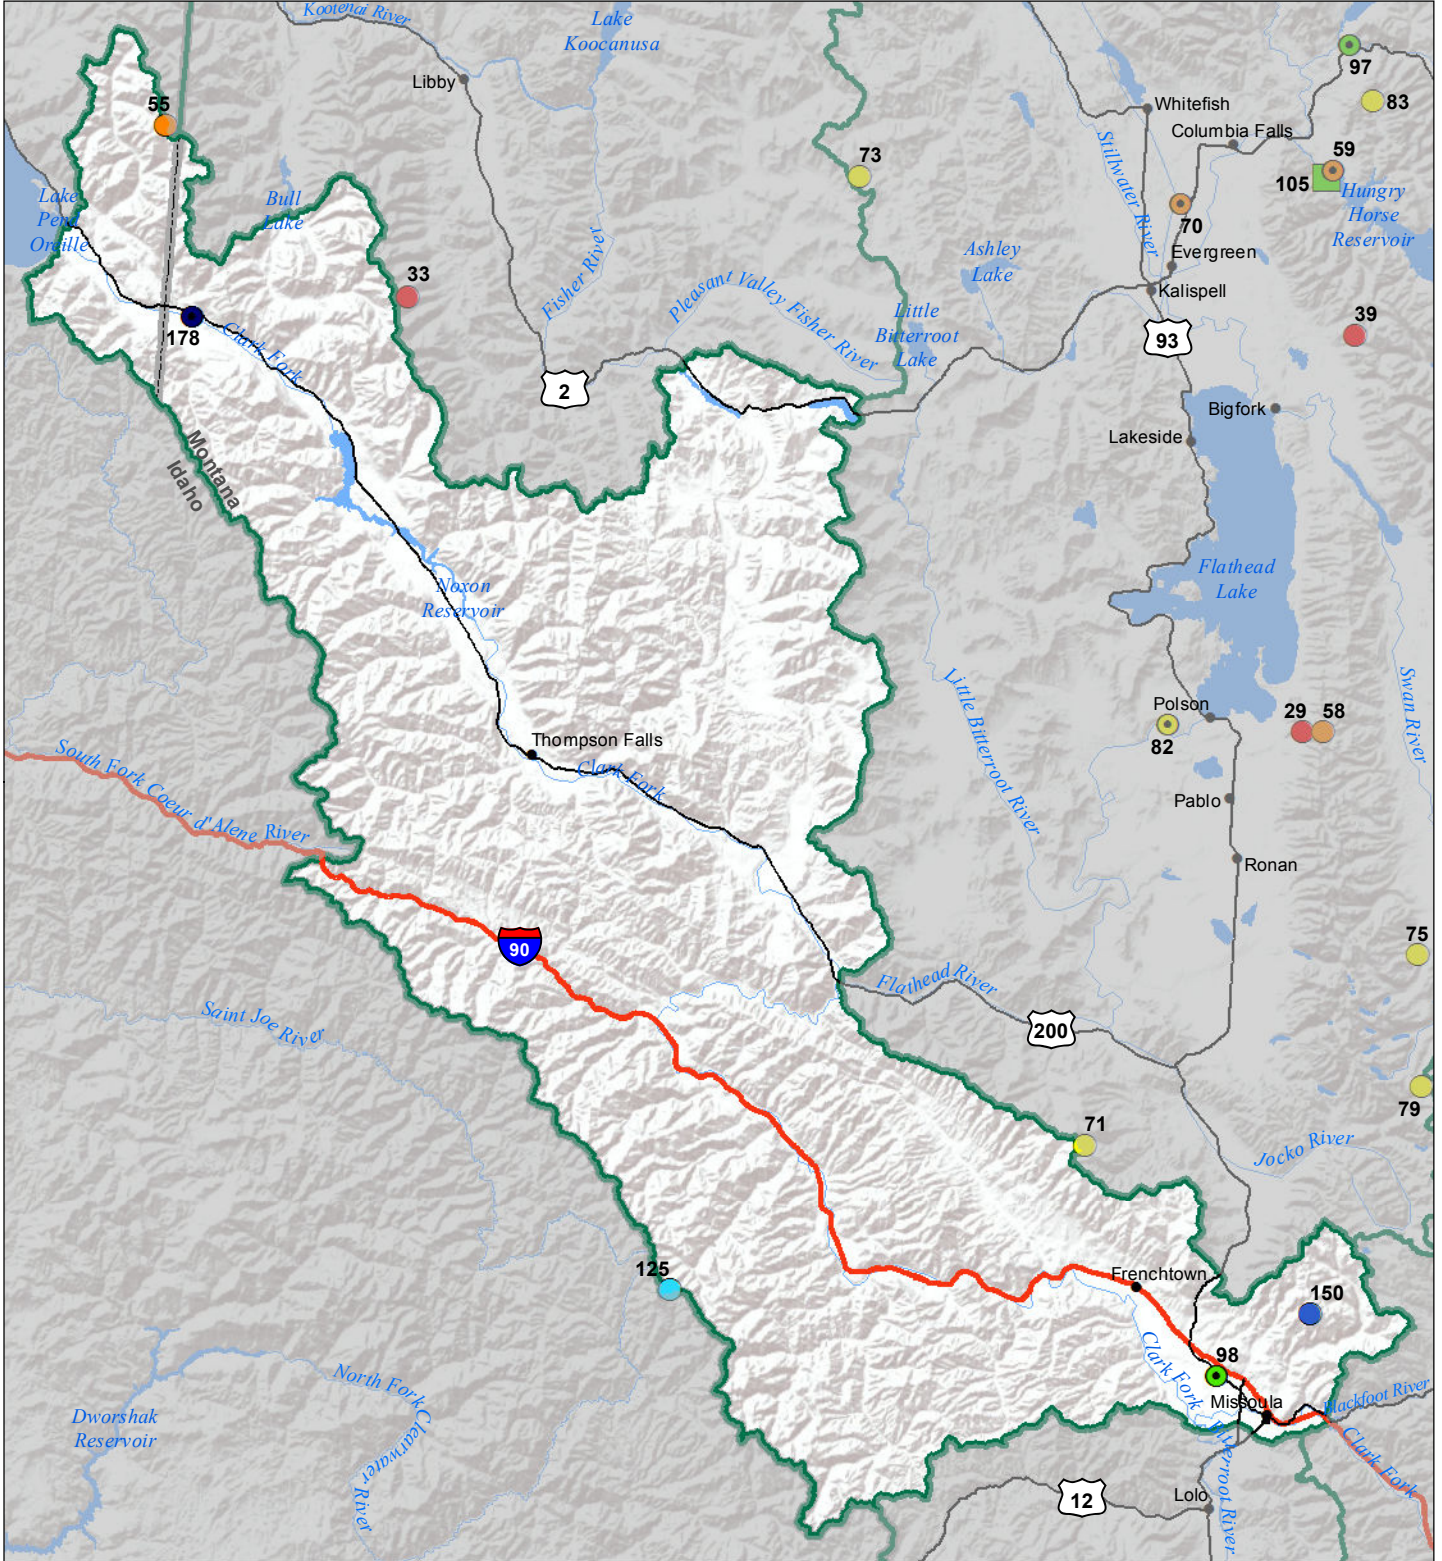 Kootenai River
Lake
Koocanusa
Libby
97
83
Whitefish
Columbia Falls
55
73
59
105
Stillwater River
Hungry
Horse
Reservoir
Lake
Pend
Oreille
Bull
Lake
70
Evergreen
Ashley
Lake
Fisher River
33
Pleasant Valley Fisher River
Kalispell
Little
Bitterroot
Lake
39
178
Clark Fork
93
2
Bigfork
Lakeside
Montana
Idaho
Noxon
Reservoir
Flathead
Lake
Swan River
Little Bitterroot River
Polson
29
58
82
Thompson Falls
Clark Fork
South Fork Coeur d'Alene River
Pablo
Ronan
90
75
Flathead River
Saint Joe River
200
79
71
Jocko River
125
Frenchtown
150
Clark Fork
98
North Fork Clearwater River
Missoula
Blackfoot River
Dworshak
Reservoir
Bitterroot River
Clark Fork
12
Lolo